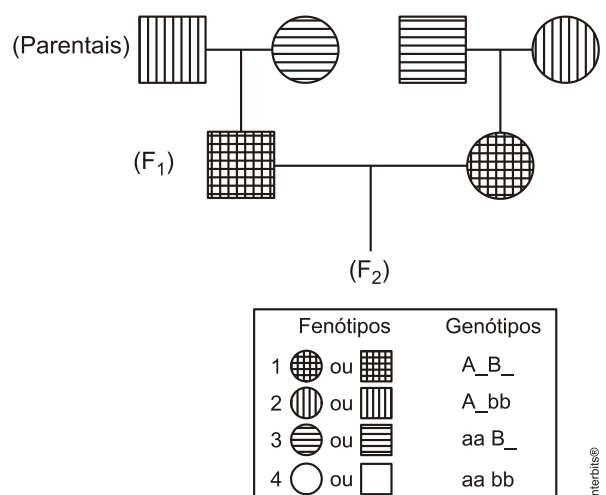 (Parentais)
(F₁)
(F₂)
Fenótipos Genótipos
1 ou A_B_
2 ou A_bb
3 ou aa B_
4 ou aa bb